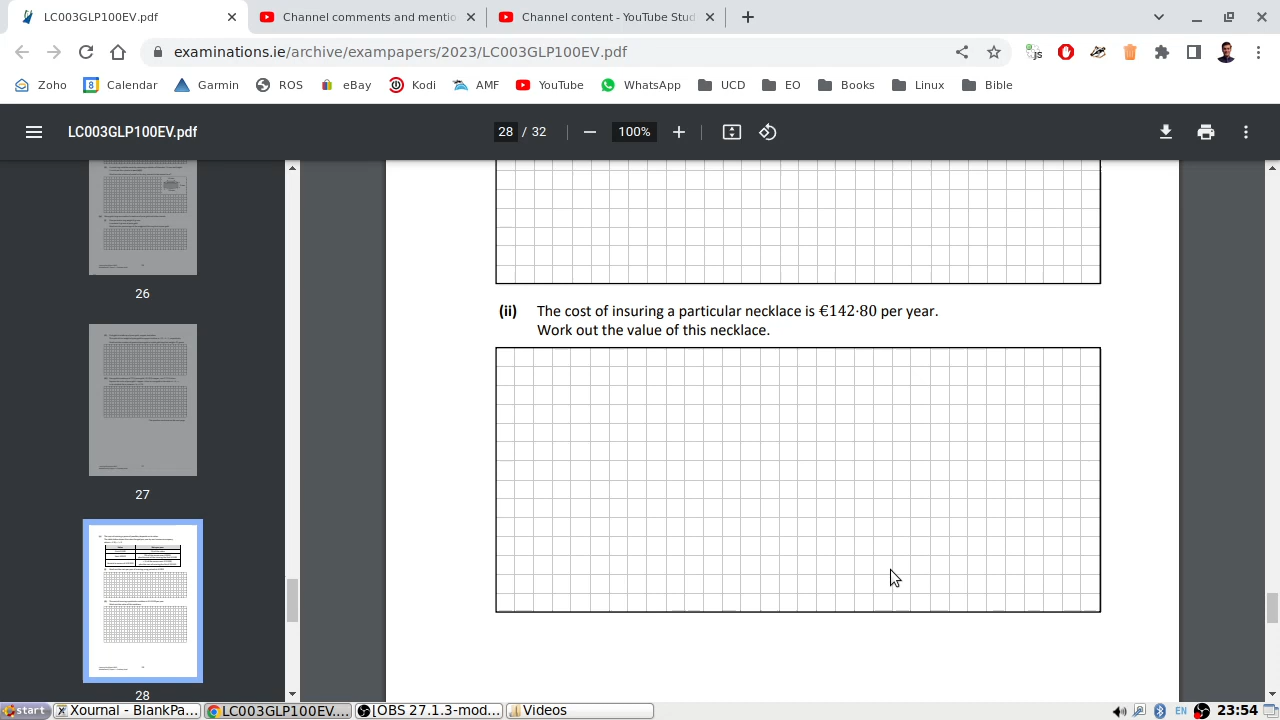 LC003GLP100EV.pdf
Channel comments and mentio
Channel content - YouTube Stud
examinations.ie/archive/exampapers/2023/LC003GLP100EV.pdf
JS
Zoho
8 Calendar
Garmin
ROS
eBay
Kodi
AMF
YouTube
WhatsApp
UCD
EO
Books
Linux
Bible
LC003GLP100EV.pdf
28 / 32
100%
26
27
28
(ii) The cost of insuring a particular necklace is €142·80 per year.
Work out the value of this necklace.
start
Xournal - BlankPa...
LC003GLP100EV....
[OBS 27.1.3-mod...
Videos
EN
23:54